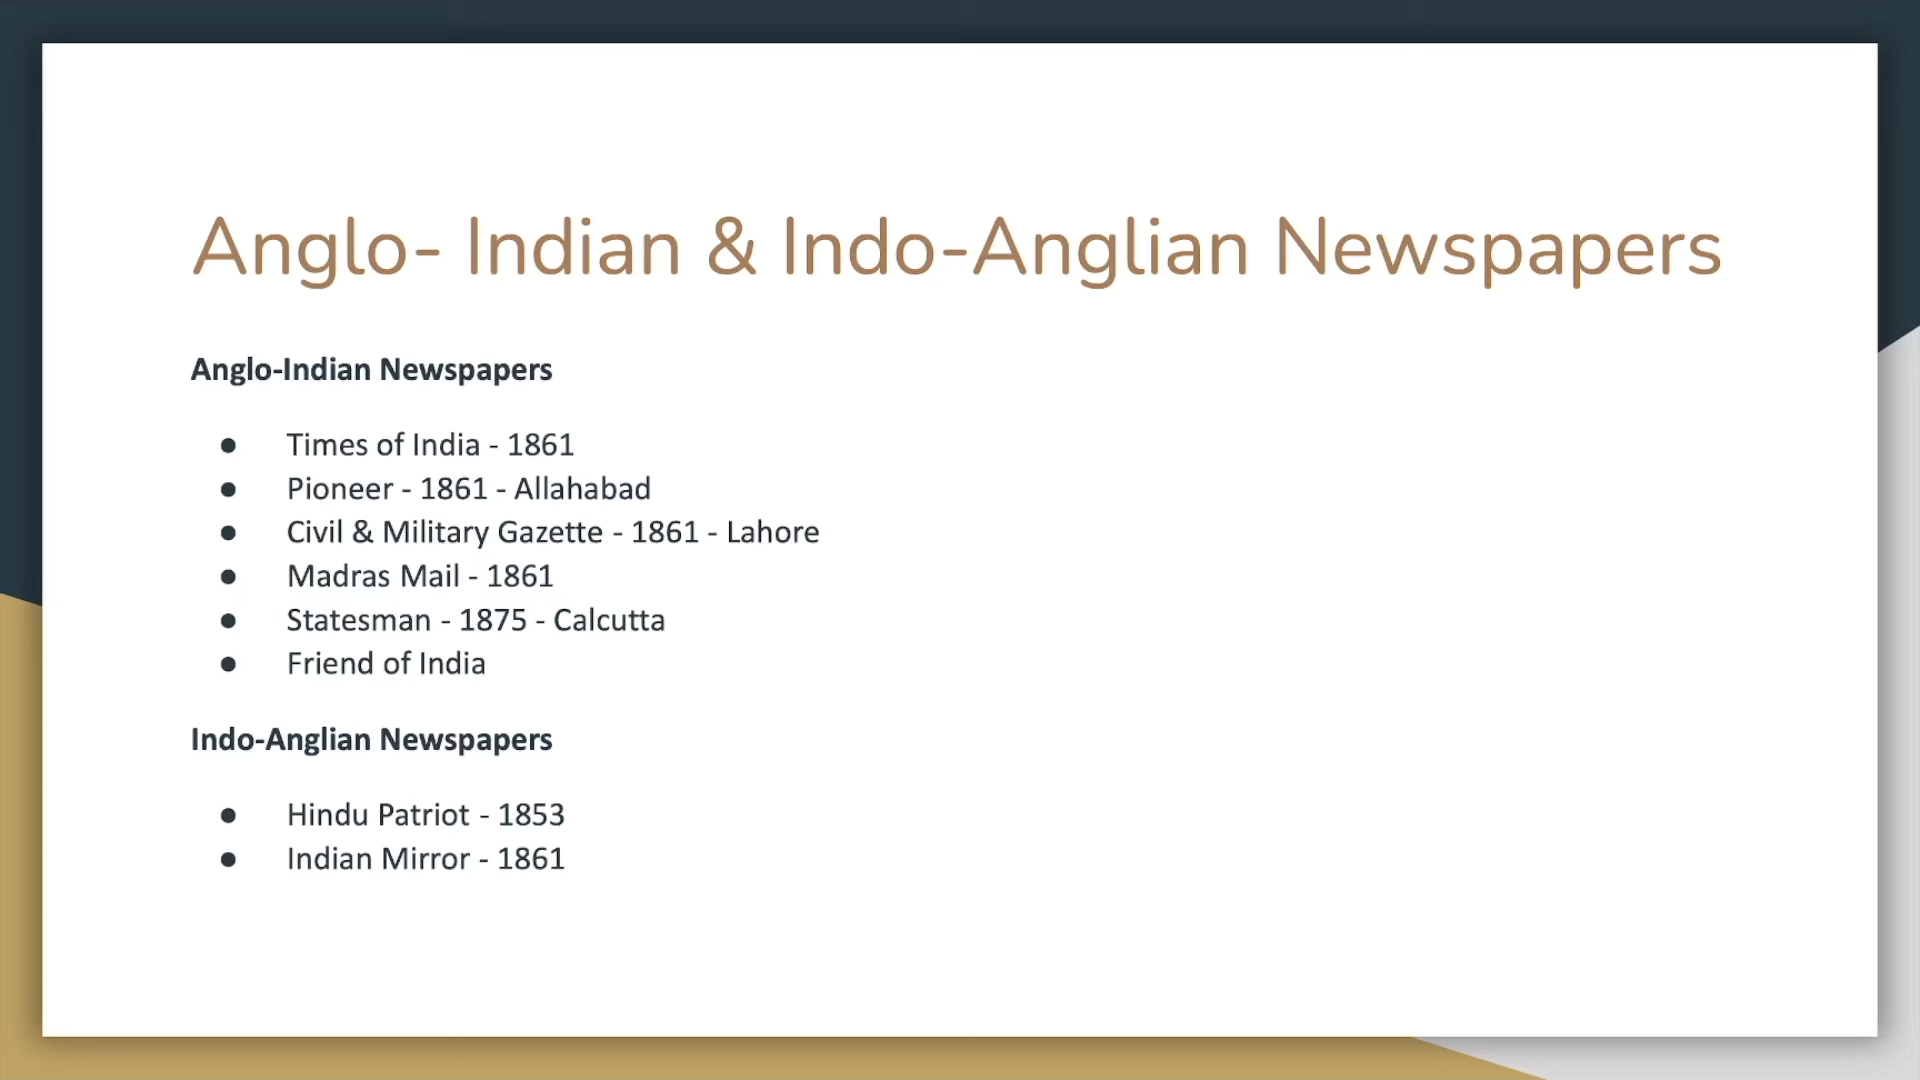 Anglo- Indian & Indo-Anglian Newspapers
Anglo-Indian Newspapers
● Times of India - 1861
● Pioneer - 1861 - Allahabad
● Civil & Military Gazette - 1861 - Lahore
● Madras Mail - 1861
● Statesman - 1875 - Calcutta
● Friend of India
Indo-Anglian Newspapers
● Hindu Patriot - 1853
● Indian Mirror - 1861